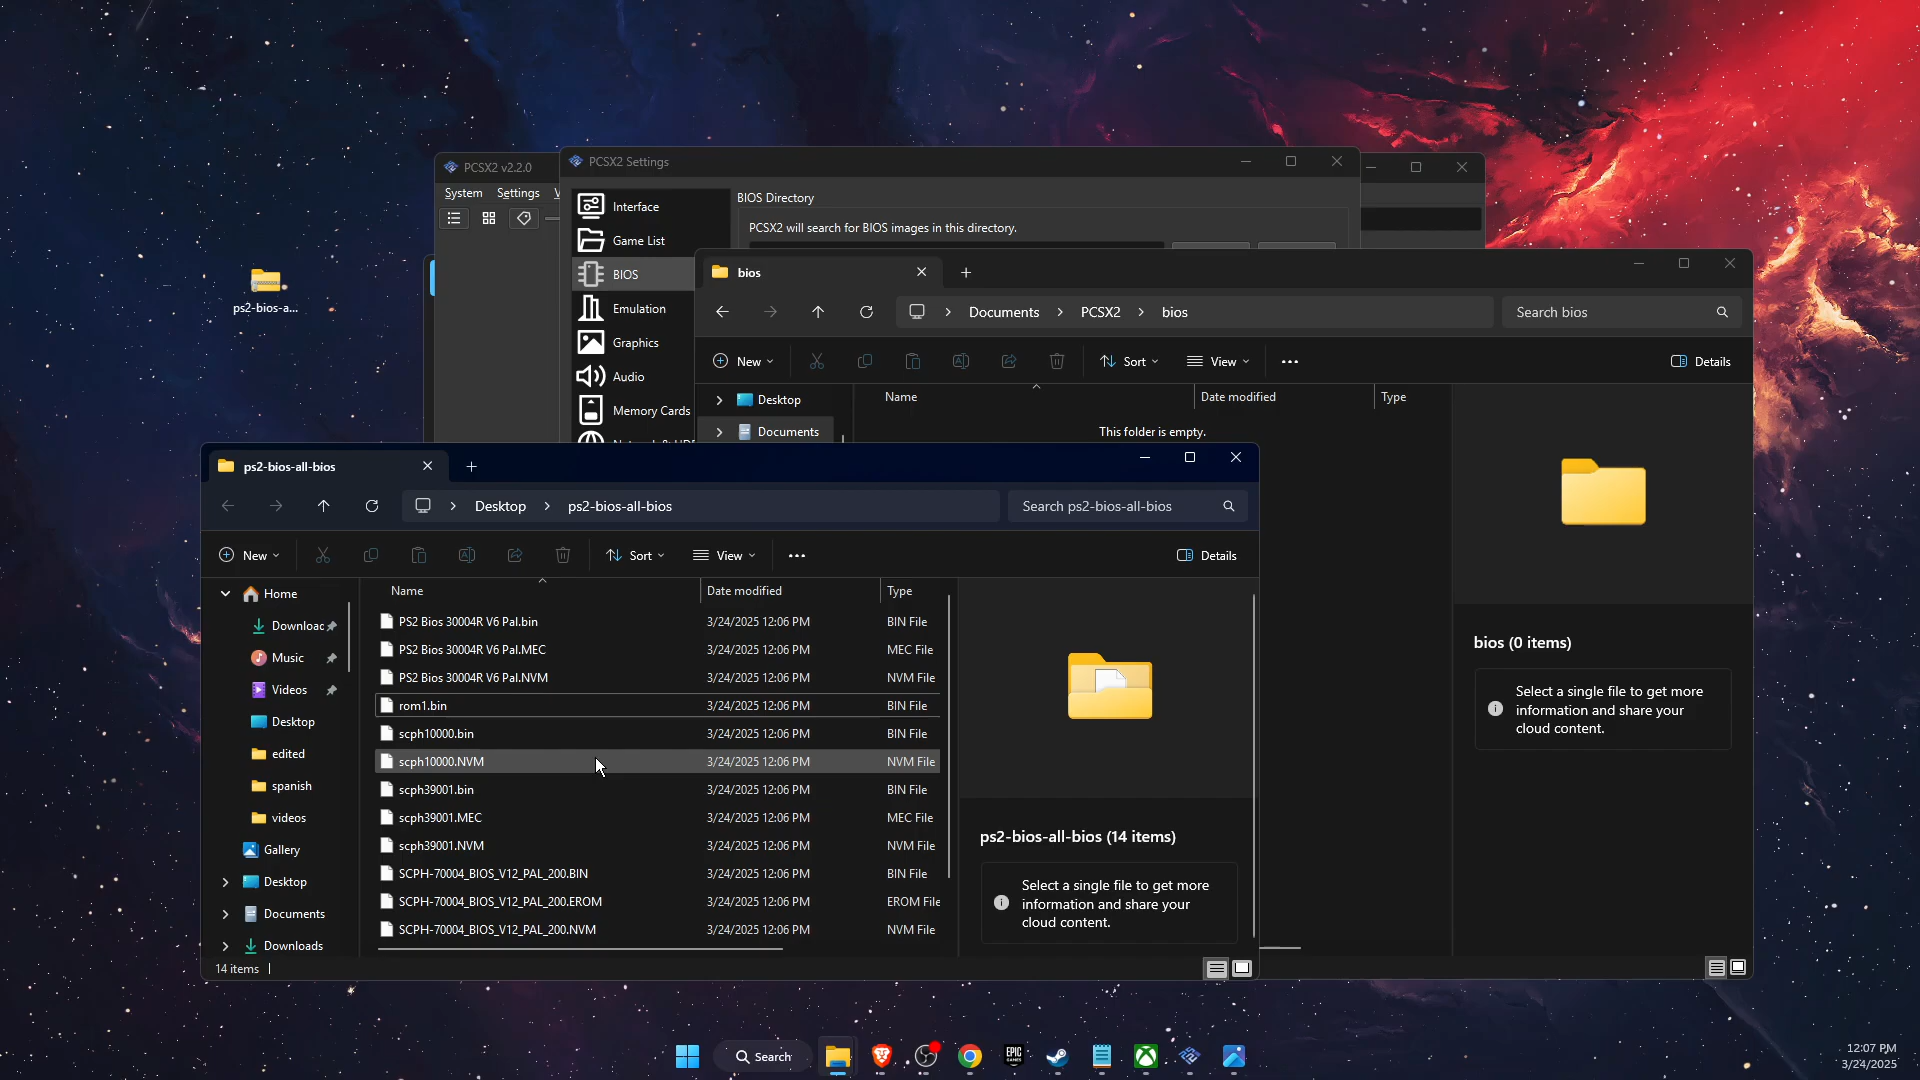 ps2-bios-a...
PCSX2 v2.2.0
System Settings V
PCSX2 Settings
Interface
Game List
BIOS
Emulation
Graphics
Audio
Memory Cards
BIOS Directory
PCSX2 will search for BIOS images in this directory.
bios
Documents PCSX2 bios
Search bios
New Sort View Details
Desktop
Documents
Name Date modified Type
This folder is empty.
bios (0 items)
Select a single file to get more
information and share your
cloud content.
ps2-bios-all-bios
Desktop ps2-bios-all-bios
Search ps2-bios-all-bios
New Sort View Details
Home
Downloac
Music
Videos
Desktop
edited
spanish
videos
Gallery
Desktop
Documents
Downloads
Name Date modified Type
PS2 Bios 30004R V6 Pal.bin 3/24/2025 12:06 PM BIN File
PS2 Bios 30004R V6 Pal.MEC 3/24/2025 12:06 PM MEC File
PS2 Bios 30004R V6 Pal.NVM 3/24/2025 12:06 PM NVM File
rom1.bin 3/24/2025 12:06 PM BIN File
scph10000.bin 3/24/2025 12:06 PM BIN File
scph10000.NVM 3/24/2025 12:06 PM NVM File
scph39001.bin 3/24/2025 12:06 PM BIN File
scph39001.MEC 3/24/2025 12:06 PM MEC File
scph39001.NVM 3/24/2025 12:06 PM NVM File
SCPH-70004_BIOS_V12_PAL_200.BIN 3/24/2025 12:06 PM BIN File
SCPH-70004_BIOS_V12_PAL_200.EROM 3/24/2025 12:06 PM EROM File
SCPH-70004_BIOS_V12_PAL_200.NVM 3/24/2025 12:06 PM NVM File
ps2-bios-all-bios (14 items)
Select a single file to get more
information and share your
cloud content.
14 items
Search
EPIC
GAMES
12:07 PM
3/24/2025